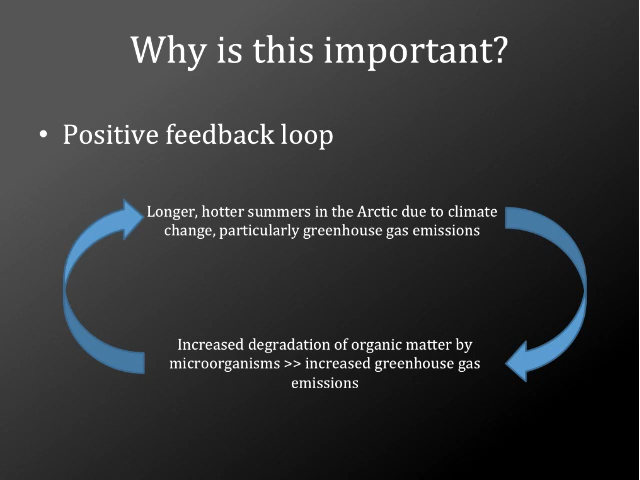 Why is this important?
• Positive feedback loop
Longer, hotter summers in the Arctic due to climate
change, particularly greenhouse gas emissions
Increased degradation of organic matter by
microorganisms >> increased greenhouse gas
emissions